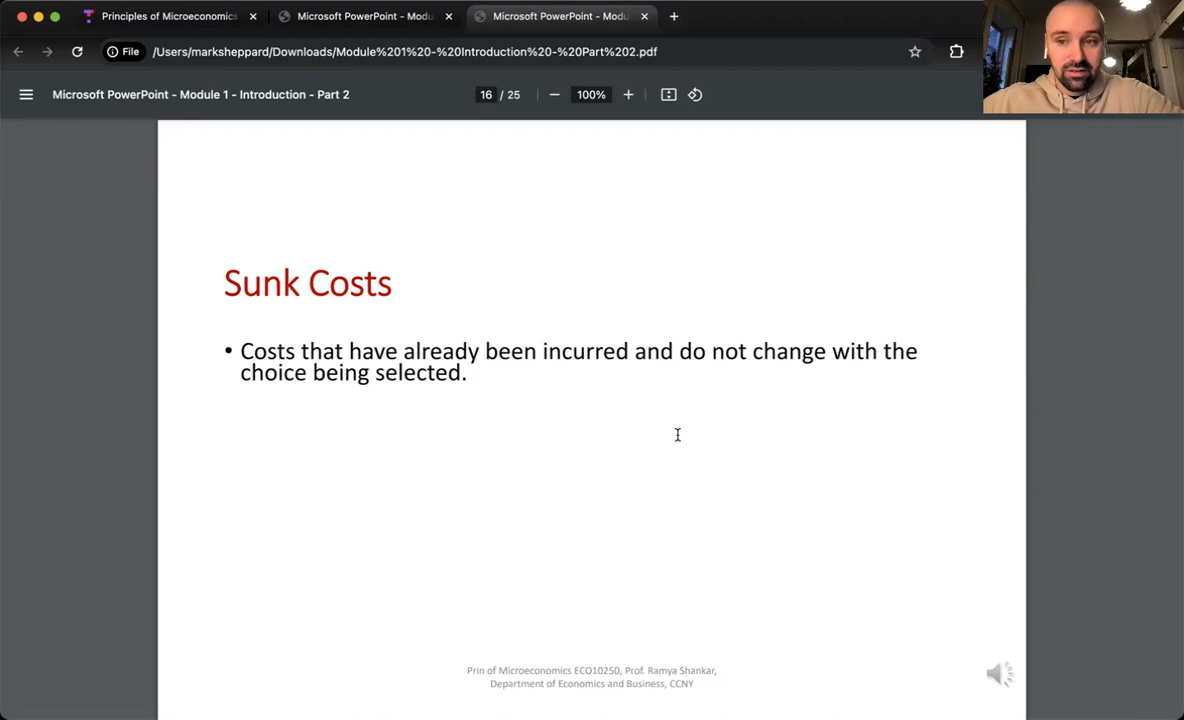 Principles of Microeconomics
Microsoft PowerPoint - Modu
Microsoft PowerPoint - Modu
File
/Users/marksheppard/Downloads/Module%201%20-%20Introduction%20-%20Part%202.pdf
Microsoft PowerPoint - Module 1 - Introduction - Part 2
16 / 25
100%
Sunk Costs
• Costs that have already been incurred and do not change with the
choice being selected.
Prin of Microeconomics ECO10250, Prof. Ramya Shankar,
Department of Economics and Business, CCNY